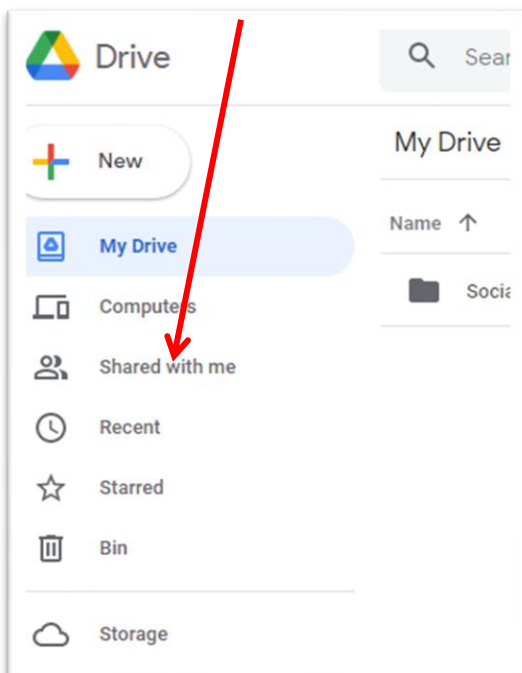 Drive
New
My Drive
Computers
Shared with me
Recent
Starred
Bin
Storage
Sear
My Drive
Name
Socia